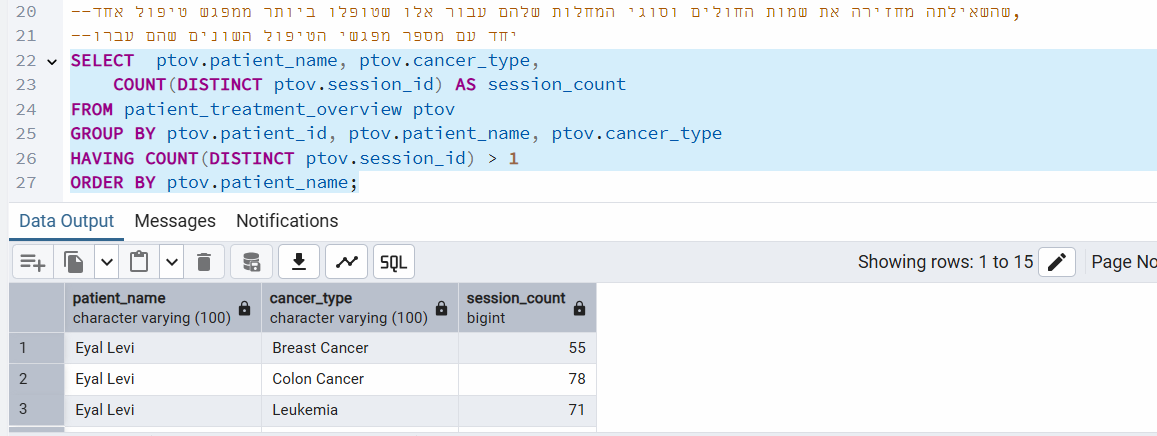 20 --שהשאילתה מחזירה את שמות החולים וסוגי המחלות שלהם עבור אלו שטופלו ביותר ממפגש טיפול אחד,
21 --יחד עם מספר מפגשי הטיפול השונים שהם עברו
22 SELECT  ptov.patient_name, ptov.cancer_type,
23 COUNT(DISTINCT ptov.session_id) AS session_count
24 FROM patient_treatment_overview ptov
25 GROUP BY ptov.patient_id, ptov.patient_name, ptov.cancer_type
26 HAVING COUNT(DISTINCT ptov.session_id) > 1
27 ORDER BY ptov.patient_name;
Data Output Messages Notifications
SQL Showing rows: 1 to 15 Page No
patient_name cancer_type session_count
character varying (100) character varying (100) bigint
1 Eyal Levi Breast Cancer 55
2 Eyal Levi Colon Cancer 78
3 Eyal Levi Leukemia 71